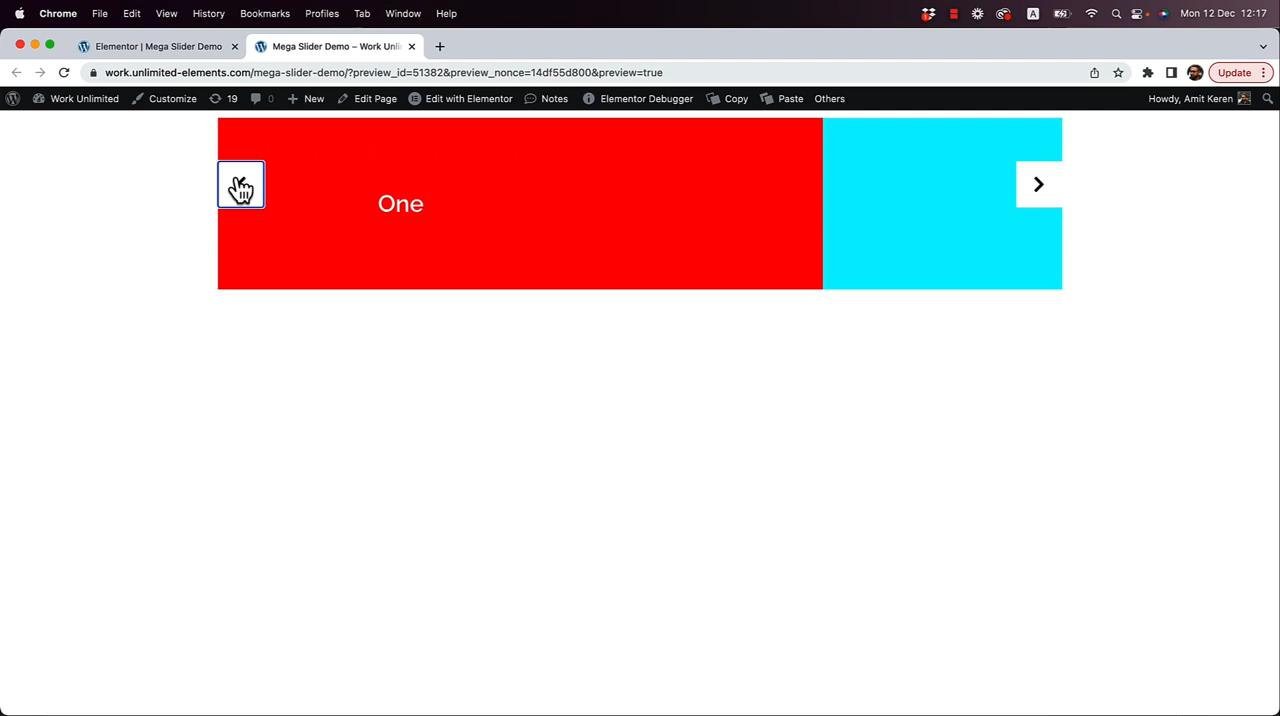 Chrome File Edit View History Bookmarks Profiles Tab Window Help A Mon 12 Dec 12:17
Elementor | Mega Slider Demo Mega Slider Demo – Work Unli
work.unlimited-elements.com/mega-slider-demo/?preview_id=51382&preview_nonce=14df55d800&preview=true Update
Work Unlimited Customize 19 0 New Edit Page Edit with Elementor Notes Elementor Debugger Copy Paste Others Howdy, Amit Keren
One